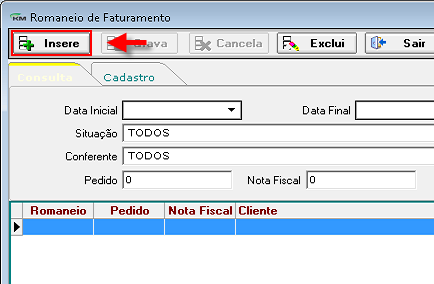 KM Romaneio de Faturamento
Insere Grava Cancela Exclui Sair
Consulta Cadastro
Data Inicial Data Final
Situação TODOS
Conferente TODOS
Pedido 0 Nota Fiscal 0
Romaneio Pedido Nota Fiscal Cliente